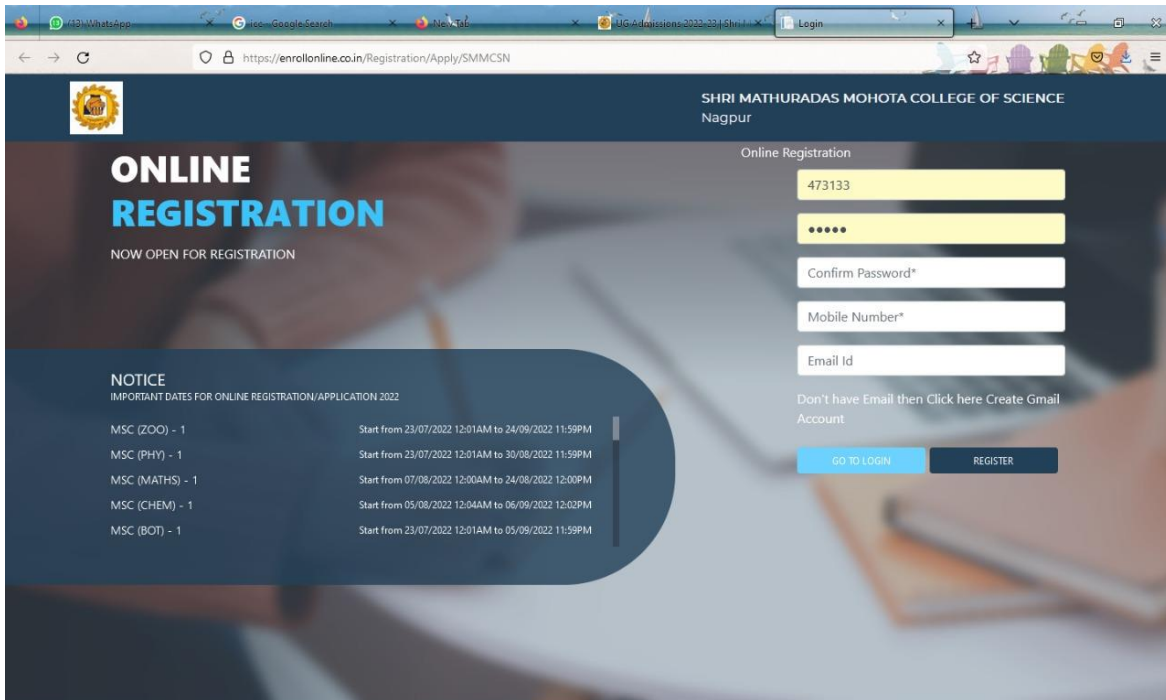 (13) WhatsApp
icc - Google Search
New Tab
UG Admissions 2022-23 | Shri M
Login
https://enrollonline.co.in/Registration/Apply/SMMCSN
SHRI MATHURADAS MOHOTA COLLEGE OF SCIENCE
Nagpur
ONLINE
REGISTRATION
NOW OPEN FOR REGISTRATION
Online Registration
473133
•••••
Confirm Password*
Mobile Number*
Email Id
Don't have Email then Click here Create Gmail
Account
GO TO LOGIN REGISTER
NOTICE
IMPORTANT DATES FOR ONLINE REGISTRATION/APPLICATION 2022
MSC (ZOO) - 1 Start from 23/07/2022 12:01AM to 24/09/2022 11:59PM
MSC (PHY) - 1 Start from 23/07/2022 12:01AM to 30/08/2022 11:59PM
MSC (MATHS) - 1 Start from 07/08/2022 12:00AM to 24/08/2022 12:00PM
MSC (CHEM) - 1 Start from 05/08/2022 12:04AM to 06/09/2022 12:02PM
MSC (BOT) - 1 Start from 23/07/2022 12:01AM to 05/09/2022 11:59PM